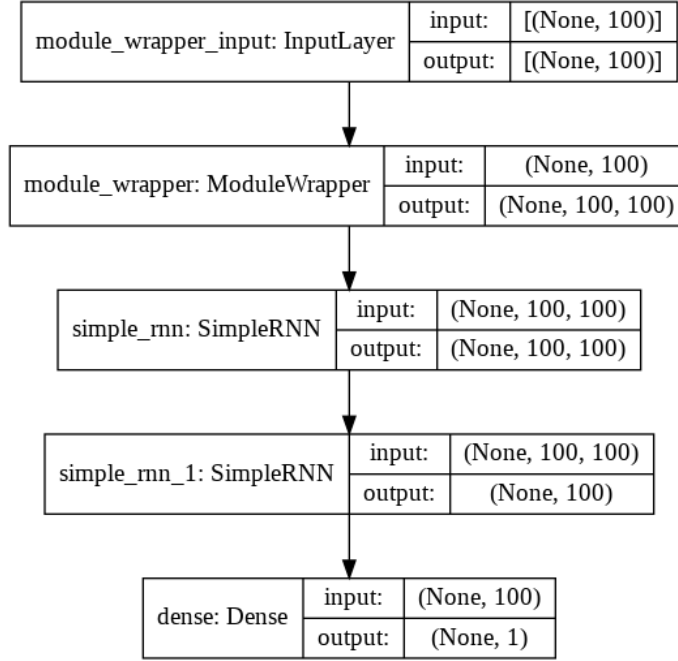 module_wrapper_input: InputLayer
input: [(None, 100)]
output: [(None, 100)]
module_wrapper: ModuleWrapper
input: (None, 100)
output: (None, 100, 100)
simple_rnn: SimpleRNN
input: (None, 100, 100)
output: (None, 100, 100)
simple_rnn_1: SimpleRNN
input: (None, 100, 100)
output: (None, 100)
dense: Dense
input: (None, 100)
output: (None, 1)